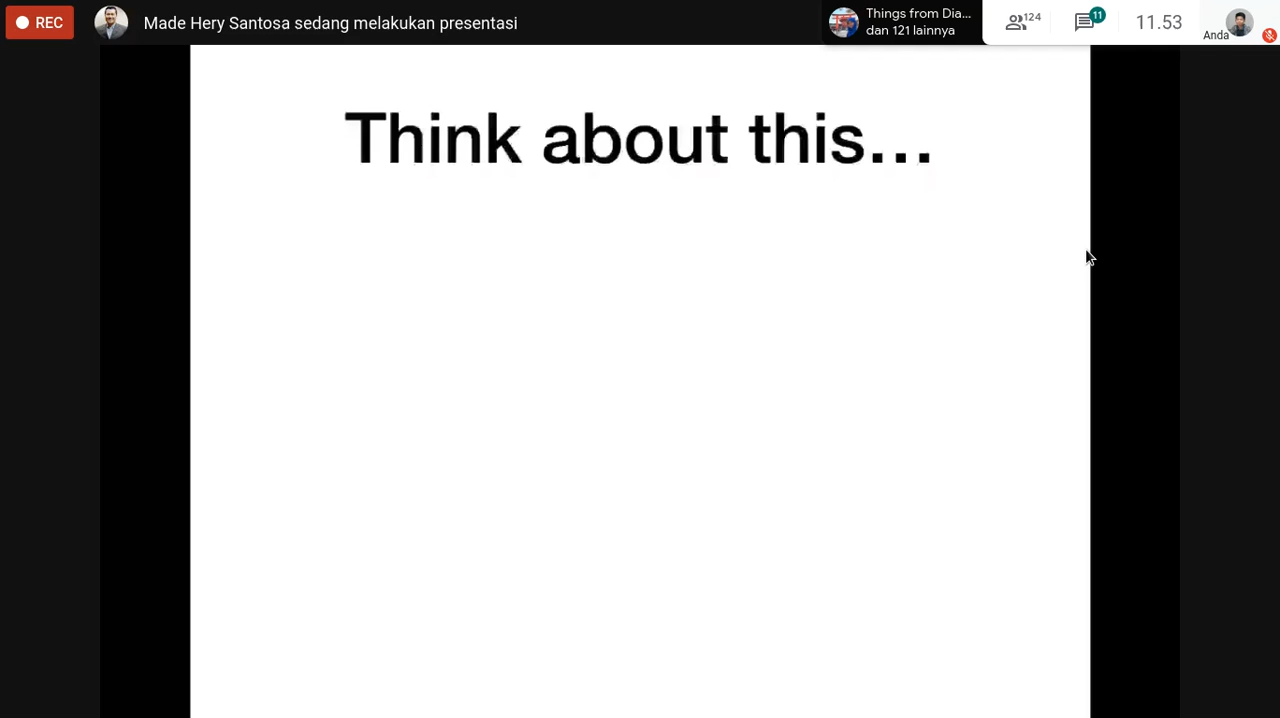 REC
Made Hery Santosa sedang melakukan presentasi
Things from Dia...
dan 121 lainnya
124
11
11.53
Anda
Think about this...